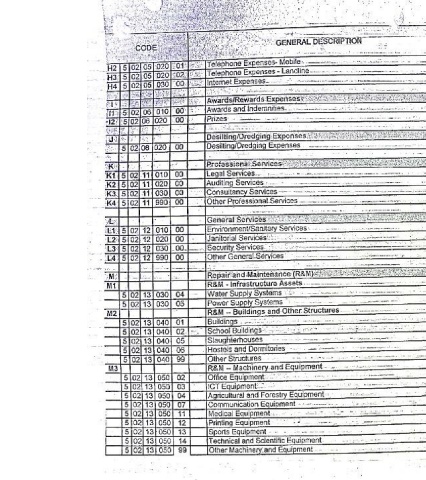 CODE GENERAL DESCRIPTION
H2 5 02 05 020 01 Telephone Expenses- Mobile
H3 5 02 05 020 02 Telephone Expenses - Landline
H4 5 02 05 030 00 Internet Expenses
I Awards/Rewards Expenses
I1 5 02 06 010 00 Awards and Indemnities
I2 5 02 06 020 00 Prizes
J Desilting/Dredging Expenses
5 02 08 020 00 Desilting/Dredging Expenses
K Professional Services
K1 5 02 11 010 00 Legal Services
K2 5 02 11 020 00 Auditing Services
K3 5 02 11 030 00 Consultancy Services
K4 5 02 11 990 00 Other Professional Services
L General Services
L1 5 02 12 010 00 Environment/Sanitary Services
L2 5 02 12 020 00 Janitorial Services
L3 5 02 12 030 00 Security Services
L4 5 02 12 990 00 Other General Services
M Repair and Maintenance (R&M)
M1 R&M - Infrastructure Assets
5 02 13 030 04 Water Supply Systems
5 02 13 030 05 Power Supply Systems
M2 R&M – Buildings and Other Structures
5 02 13 040 01 Buildings
5 02 13 040 02 School Buildings
5 02 13 040 05 Slaughterhouses
5 02 13 040 06 Hostels and Dormitories
5 02 13 040 99 Other Structures
M3 R&M – Machinery and Equipment
5 02 13 050 02 Office Equipment
5 02 13 050 03 ICT Equipment
5 02 13 050 04 Agricultural and Forestry Equipment
5 02 13 050 07 Communication Equipment
5 02 13 050 11 Medical Equipment
5 02 13 050 12 Printing Equipment
5 02 13 050 13 Sports Equipment
5 02 13 050 14 Technical and Scientific Equipment
5 02 13 050 99 Other Machinery and Equipment